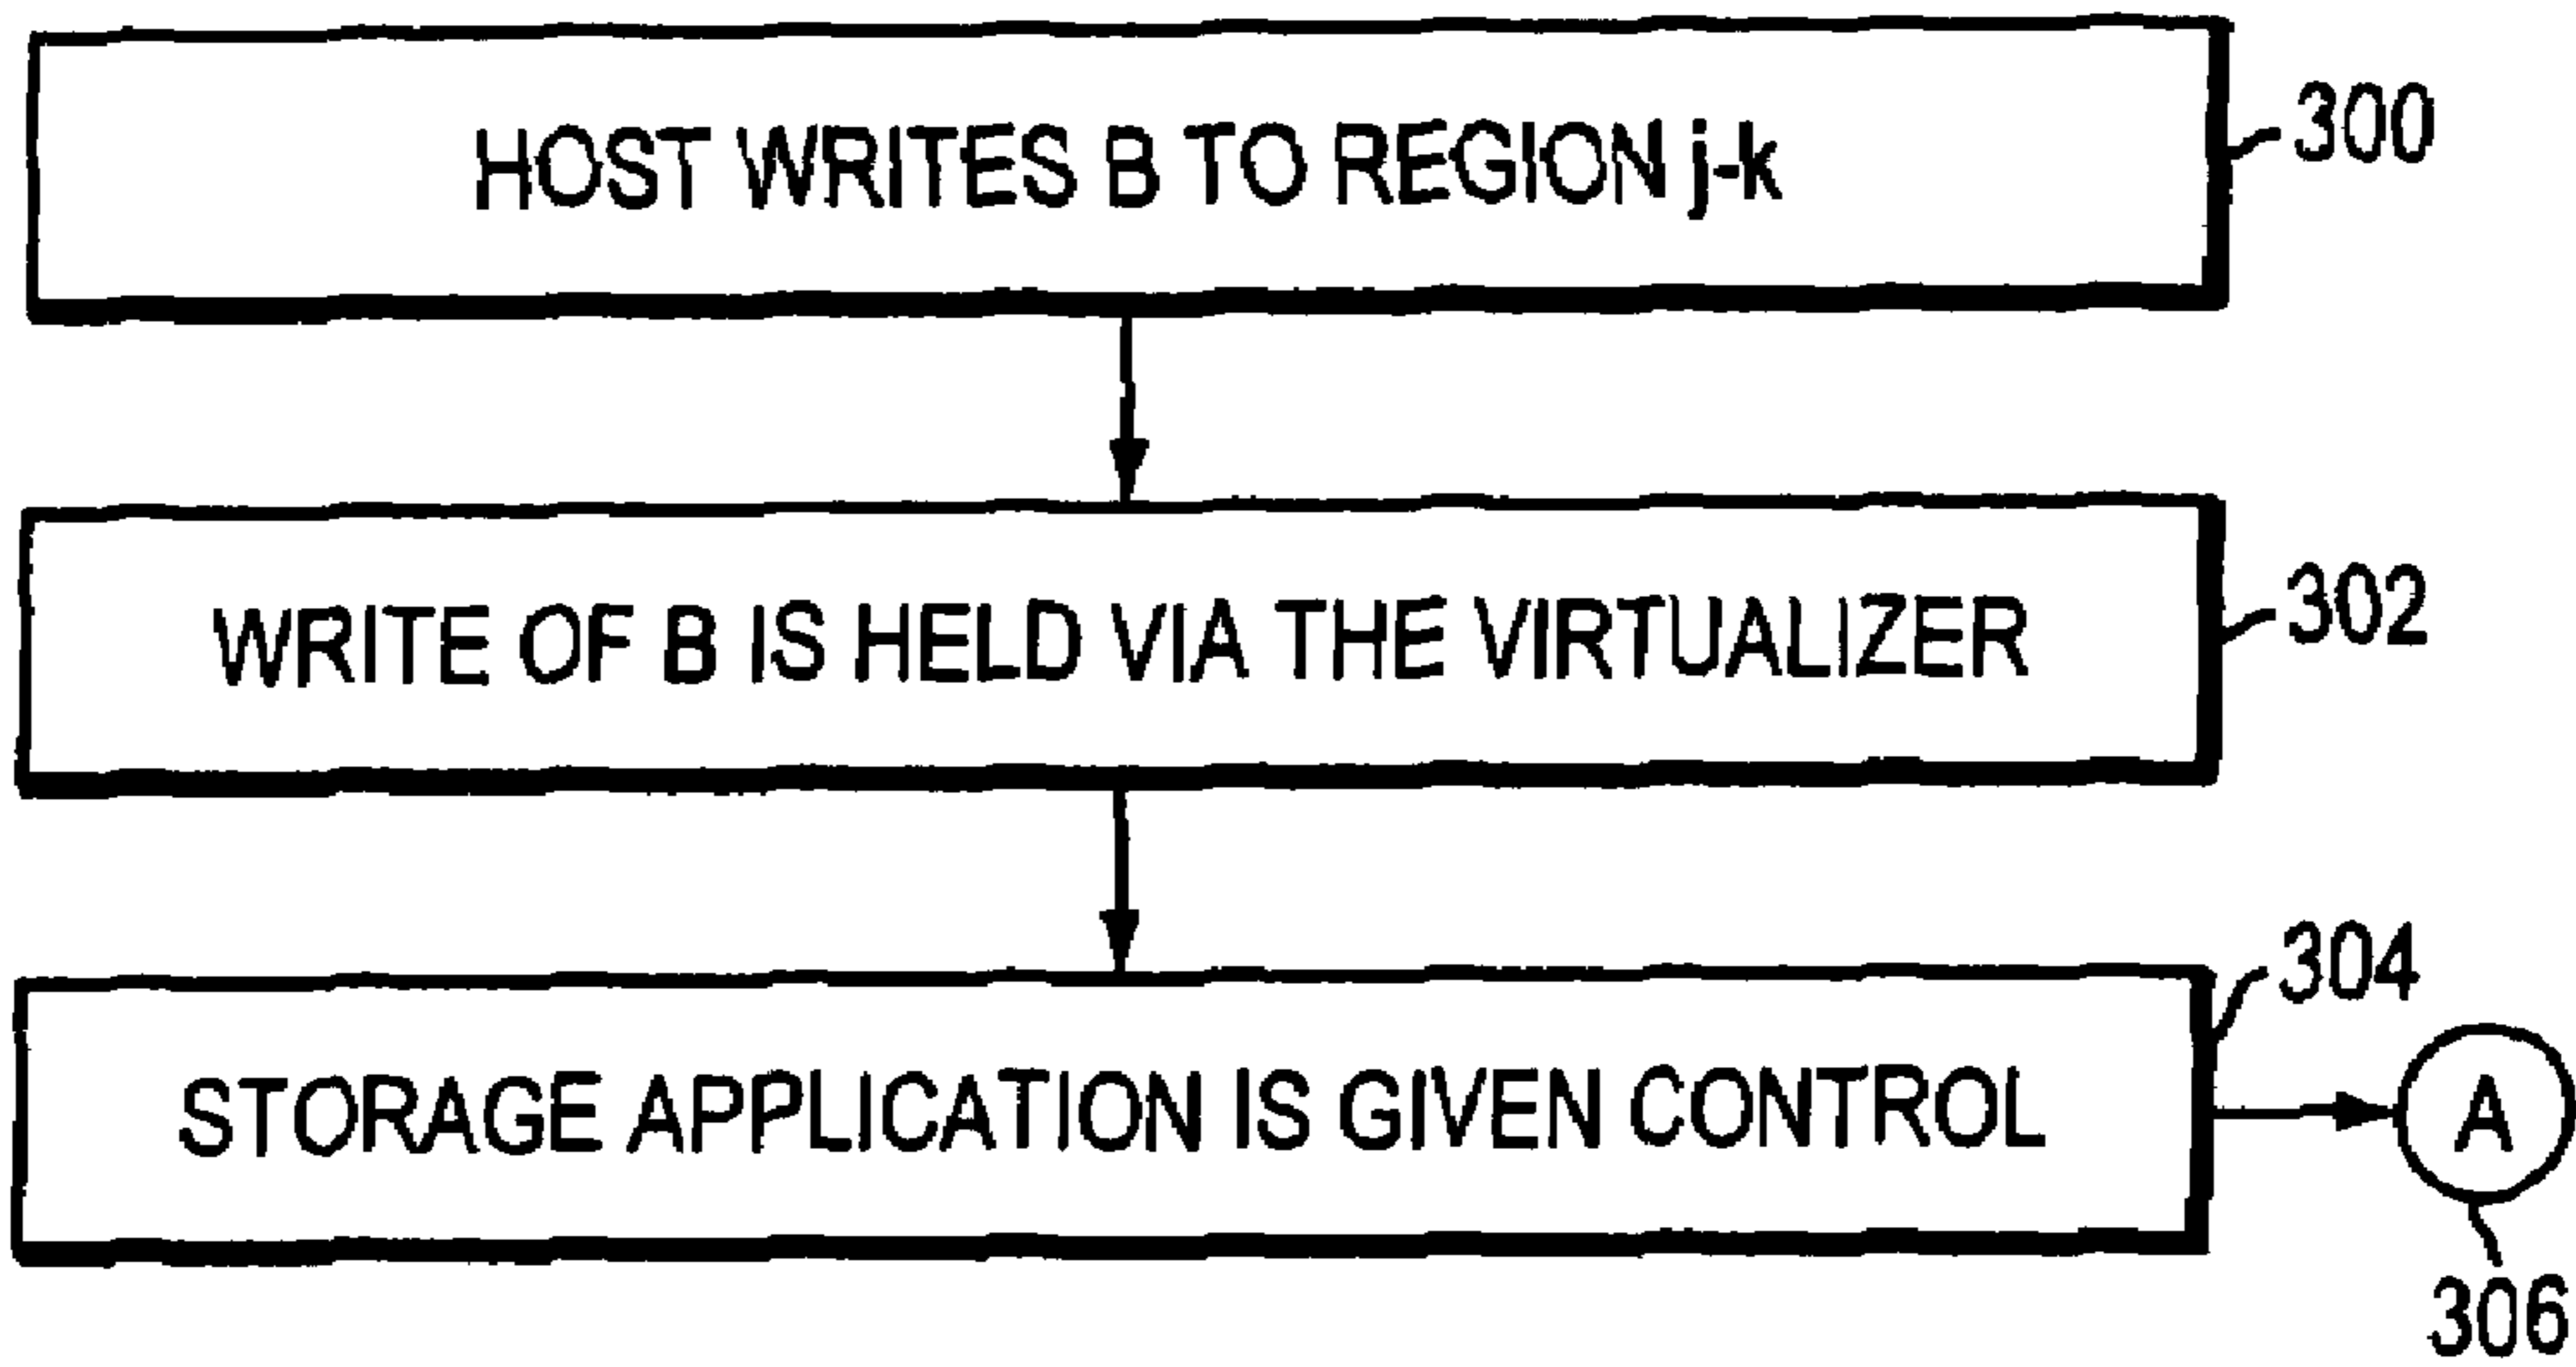 HOST WRITES B TO REGION j-k
300
WRITE OF B IS HELD VIA THE VIRTUALIZER
302
304
STORAGE APPLICATION IS GIVEN CONTROL
A
306